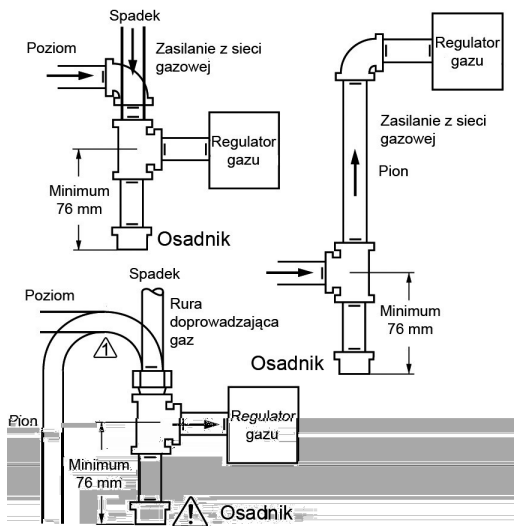 Spadek
Poziom
Zasilanie z sieci
gazowej
Regulator
gazu
Minimum
76 mm
Osadnik
Regulator
gazu
Zasilanie z sieci
gazowej
Pion
Minimum
76 mm
Osadnik
Spadek
Poziom
Rura
doprowadzająca
gaz
1
Pion
Regulator
gazu
Minimum
76 mm
!
Osadnik